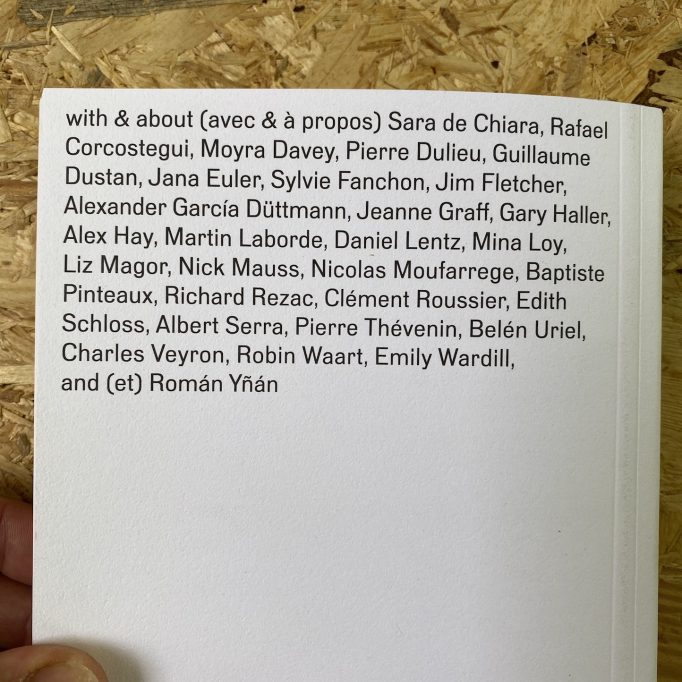 with & about (avec & à propos) Sara de Chiara, Rafael
Corcostegui, Moyra Davey, Pierre Dulieu, Guillaume
Dustan, Jana Euler, Sylvie Fanchon, Jim Fletcher,
Alexander García Düttmann, Jeanne Graff, Gary Haller,
Alex Hay, Martin Laborde, Daniel Lentz, Mina Loy,
Liz Magor, Nick Mauss, Nicolas Moufarrege, Baptiste
Pinteaux, Richard Rezac, Clément Roussier, Edith
Schloss, Albert Serra, Pierre Thévenin, Belén Uriel,
Charles Veyron, Robin Waart, Emily Wardill,
and (et) Román Yñán